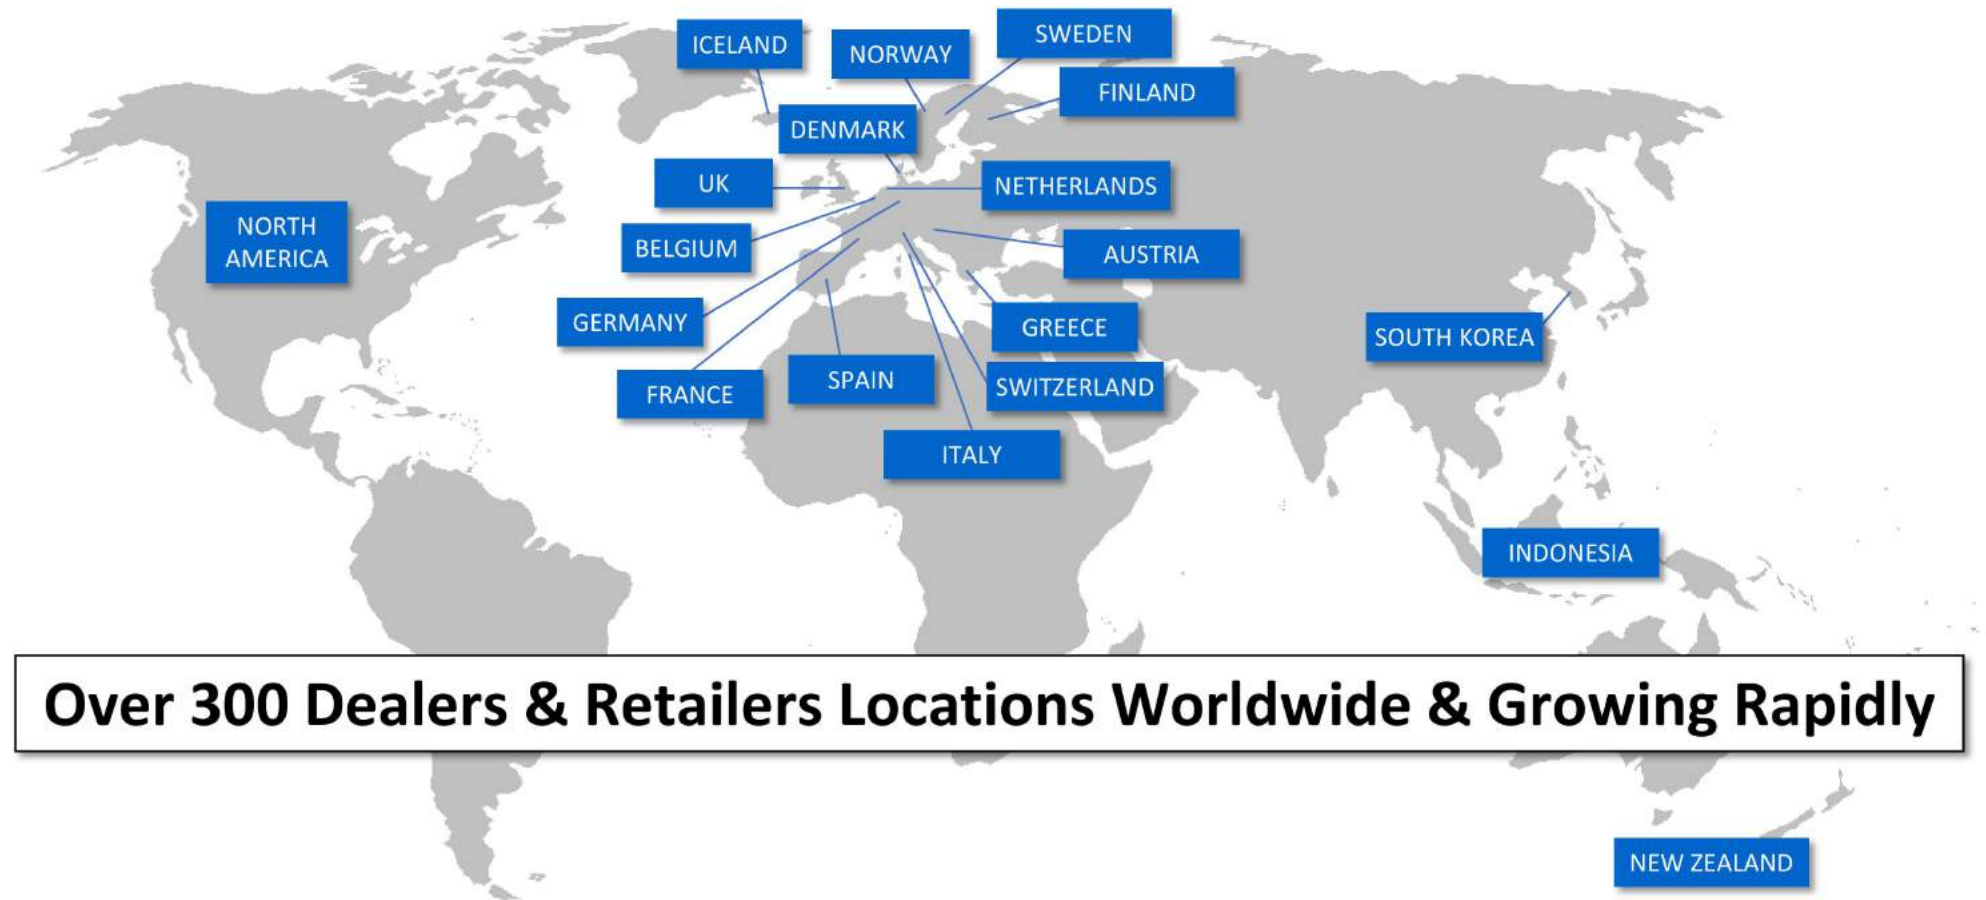 SWEDEN
ICELAND
NORWAY
FINLAND
DENMARK
UK
NETHERLANDS
NORTH
AMERICA
BELGIUM
AUSTRIA
GERMANY
GREECE
SOUTH KOREA
FRANCE
SPAIN
SWITZERLAND
ITALY
INDONESIA
Over 300 Dealers & Retailers Locations Worldwide & Growing Rapidly
NEW ZEALAND